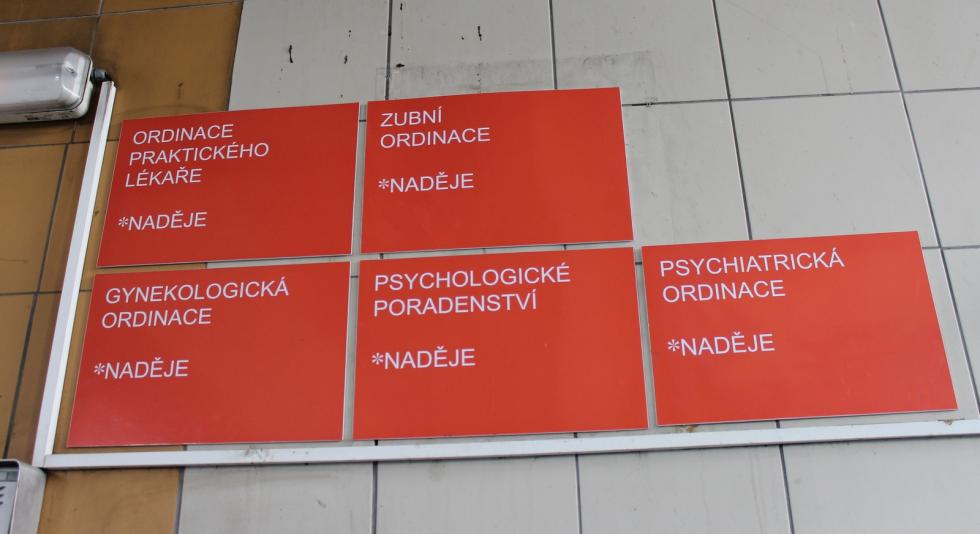 ORDINACE
PRAKTICKÉHO
LÉKAŘE
*NADĚJE
ZUBNÍ
ORDINACE
*NADĚJE
GYNEKOLOGICKÁ
ORDINACE
*NADĚJE
PSYCHOLOGICKÉ
PORADENSTVÍ
*NADĚJE
PSYCHIATRICKÁ
ORDINACE
*NADĚJE